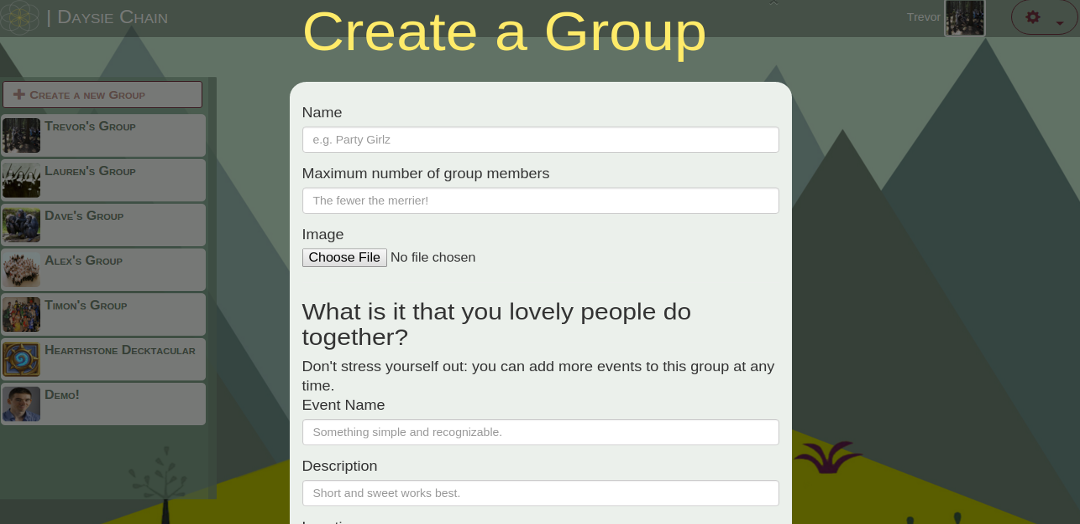 | Daysie Chain
Create a Group
Trevor
Create a new Group
Trevor's Group
Lauren's Group
Dave's Group
Alex's Group
Timon's Group
Hearthstone Decktacular
Demo!
Name
e.g. Party Girlz
Maximum number of group members
The fewer the merrier!
Image
Choose File No file chosen
What is it that you lovely people do
together?
Don't stress yourself out: you can add more events to this group at any
time.
Event Name
Something simple and recognizable.
Description
Short and sweet works best.